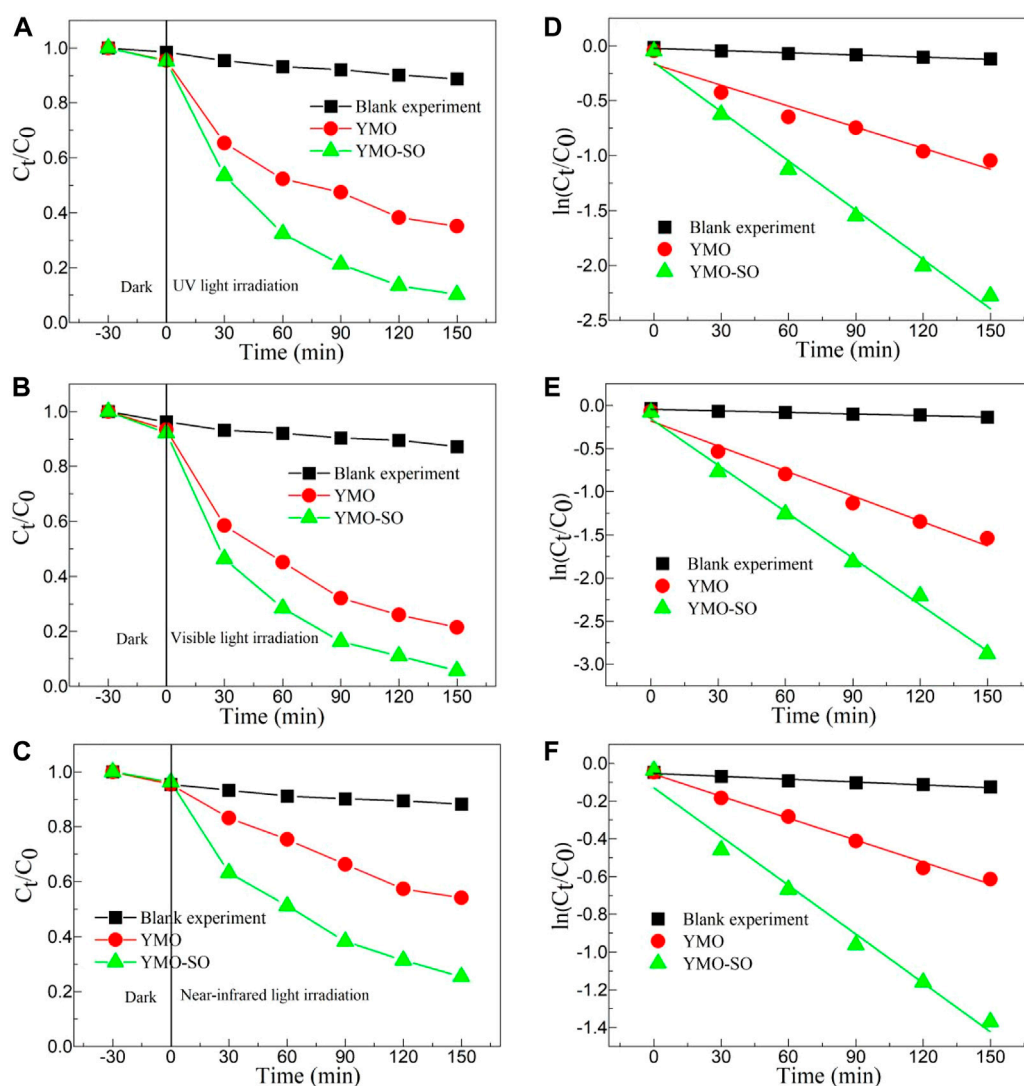 A
Ct/C0
1.0
0.8
0.6
0.4
0.2
0.0
Blank experiment
YMO
YMO-SO
Dark
UV light irradiation
-30 0 30 60 90 120 150
Time (min)
D
ln(Ct/C0)
0.0
-0.5
-1.0
-1.5
-2.0
-2.5
Blank experiment
YMO
YMO-SO
0 30 60 90 120 150
Time (min)
B
Ct/C0
1.0
0.8
0.6
0.4
0.2
0.0
Blank experiment
YMO
YMO-SO
Dark
Visible light irradiation
-30 0 30 60 90 120 150
Time (min)
E
ln(Ct/C0)
0.0
-0.5
-1.0
-1.5
-2.0
-2.5
-3.0
Blank experiment
YMO
YMO-SO
0 30 60 90 120 150
Time (min)
C
Ct/C0
1.0
0.8
0.6
0.4
0.2
0.0
Blank experiment
YMO
YMO-SO
Dark
Near-infrared light irradiation
-30 0 30 60 90 120 150
Time (min)
F
ln(Ct/C0)
0.0
-0.2
-0.4
-0.6
-0.8
-1.0
-1.2
-1.4
Blank experiment
YMO
YMO-SO
0 30 60 90 120 150
Time (min)